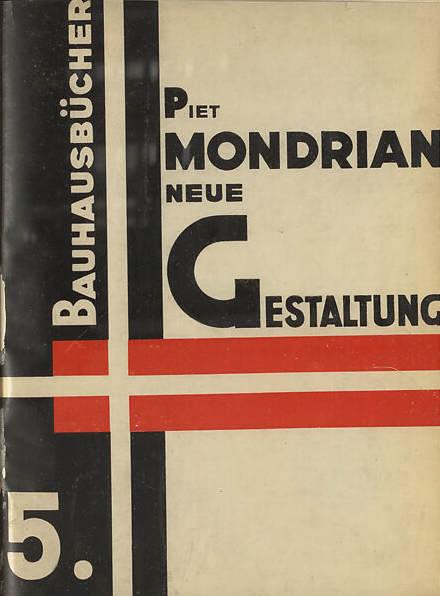 BAUHAUSBÜCHER
PIET
MONDRIAN
NEUE
GESTALTUNG
5.